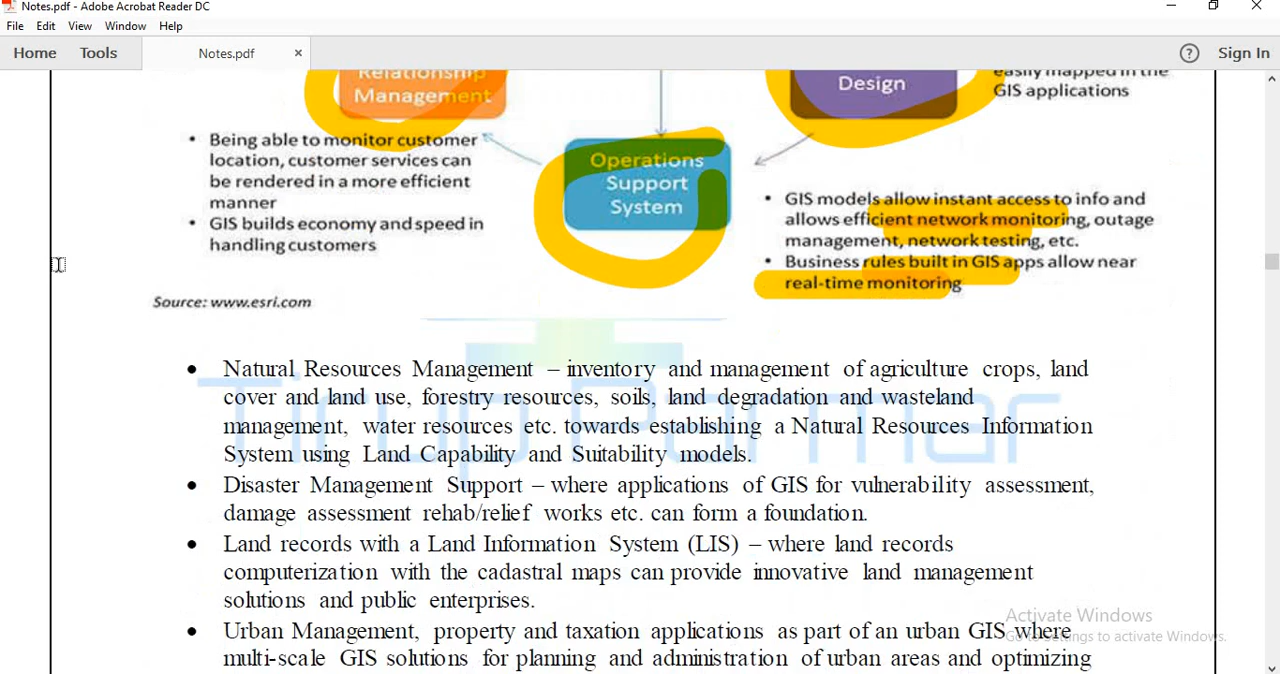 Notes.pdf - Adobe Acrobat Reader DC
File Edit View Window Help
Home Tools Notes.pdf × ? Sign In
Relationship
Management
Design
easily mapped in the
GIS applications
• Being able to monitor customer
location, customer services can
be rendered in a more efficient
manner
• GIS builds economy and speed in
handling customers
Operations
Support
System
• GIS models allow instant access to info and
allows efficient network monitoring, outage
management, network testing, etc.
• Business rules built in GIS apps allow near
real-time monitoring
Source: www.esri.com
• Natural Resources Management – inventory and management of agriculture crops, land
cover and land use, forestry resources, soils, land degradation and wasteland
management, water resources etc. towards establishing a Natural Resources Information
System using Land Capability and Suitability models.
• Disaster Management Support – where applications of GIS for vulnerability assessment,
damage assessment rehab/relief works etc. can form a foundation.
• Land records with a Land Information System (LIS) – where land records
computerization with the cadastral maps can provide innovative land management
solutions and public enterprises.
• Urban Management, property and taxation applications as part of an urban GIS where
multi-scale GIS solutions for planning and administration of urban areas and optimizing
Activate Windows
Go to Settings to activate Windows.